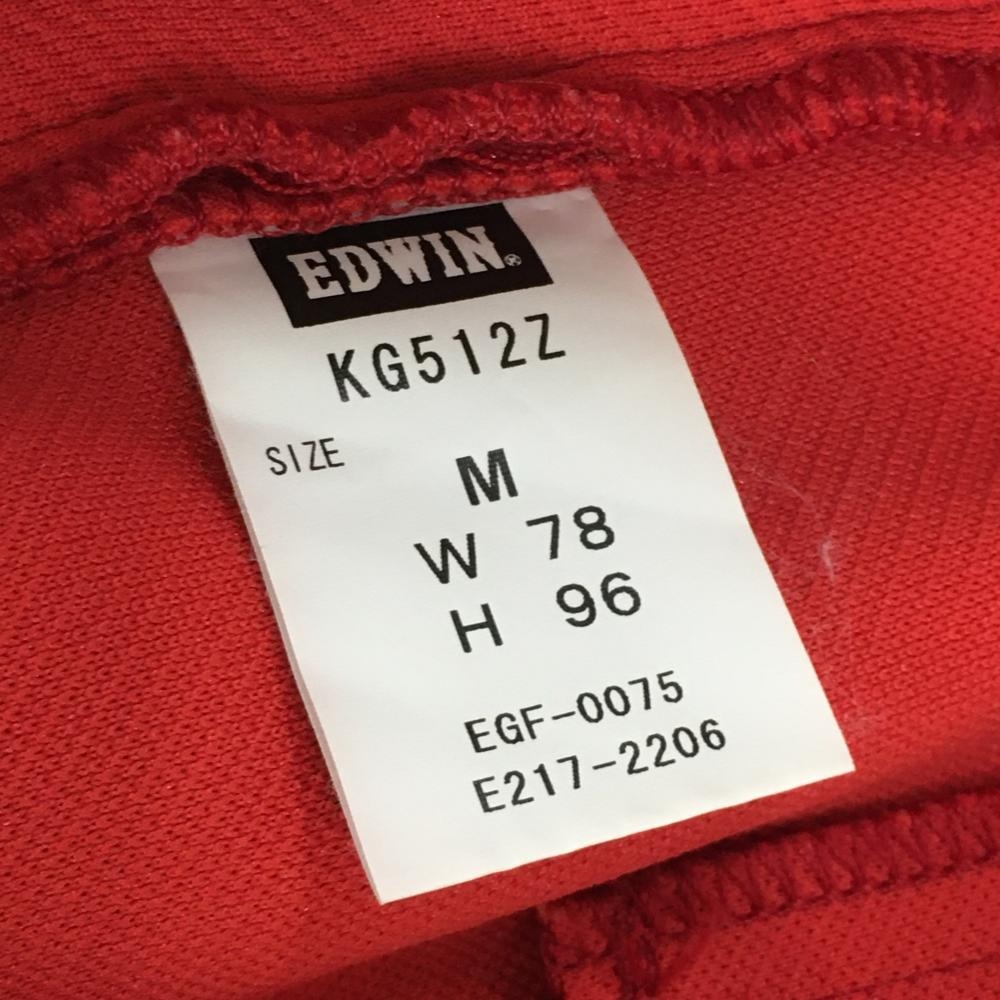 EDWIN®
KG512Z
SIZE
M
W 78
H 96
EGF-0075
E217-2206